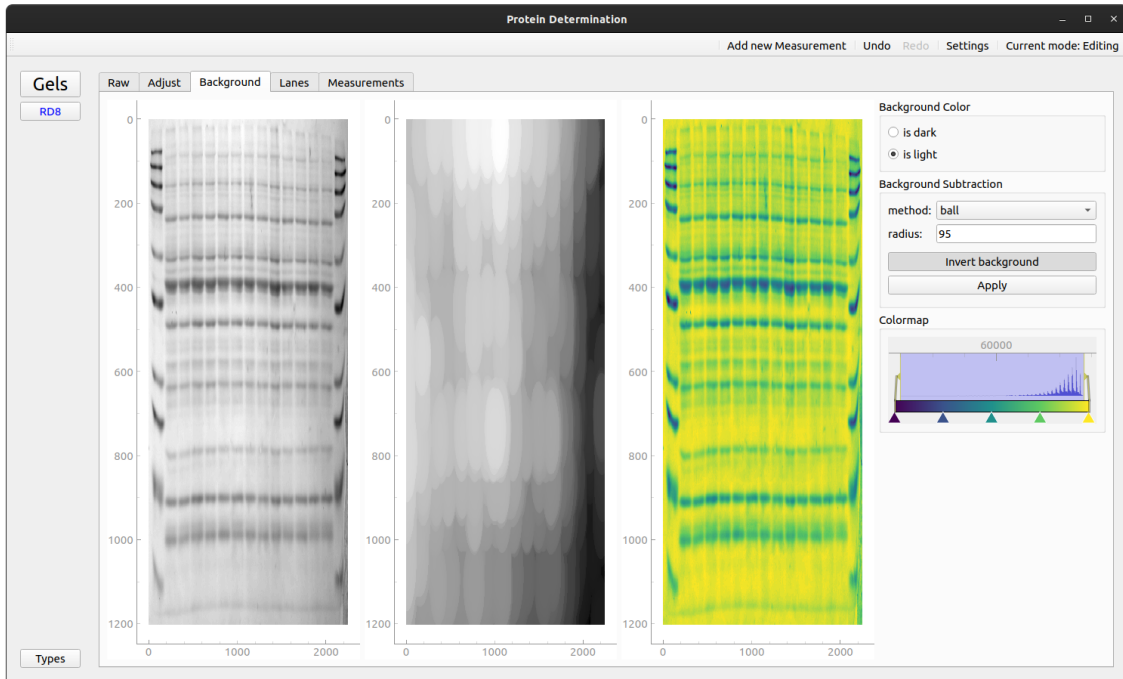 Protein Determination
Add new Measurement Undo Redo Settings Current mode: Editing
Gels
RD8
Raw Adjust Background Lanes Measurements
0
200
400
600
800
1000
1200
0 1000 2000
0
200
400
600
800
1000
1200
0 1000 2000
0
200
400
600
800
1000
1200
0 1000 2000
Background Color
is dark
is light
Background Subtraction
method: ball
radius: 95
Invert background
Apply
Colormap
60000
Types